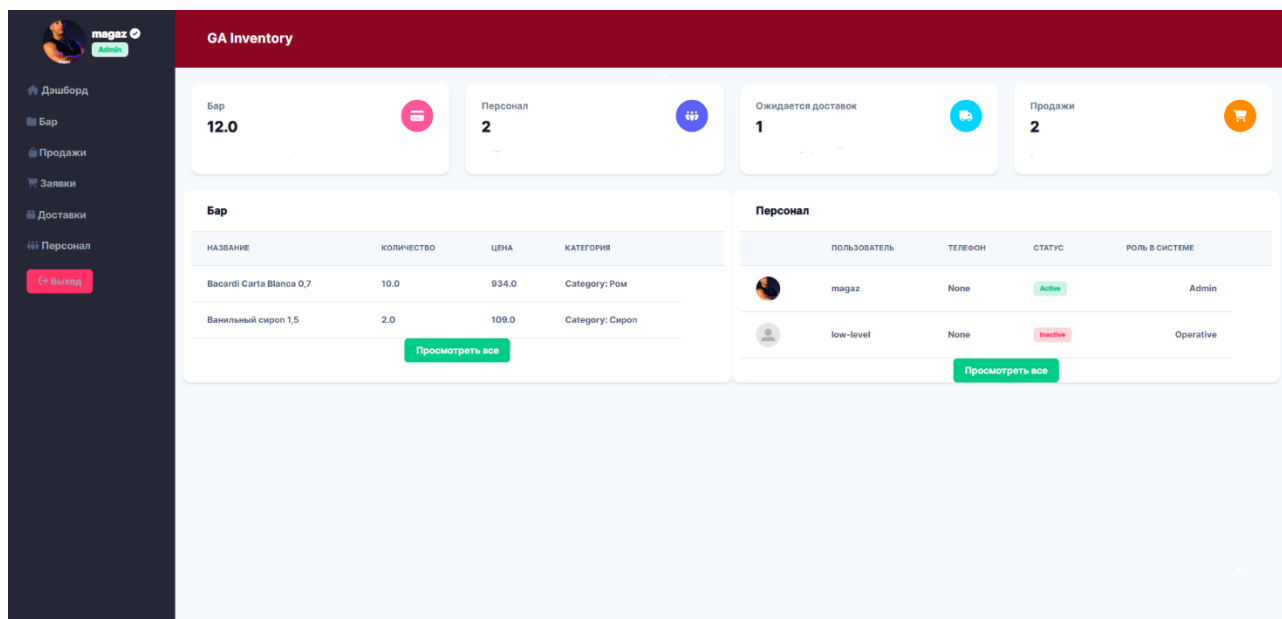 magaz
Admin
Дэшборд
Бар
Продажи
Заявки
Доставки
Персонал
Выход
GA Inventory
Бар
12.0
Персонал
2
Ожидается доставок
1
Продажи
2
Бар
НАЗВАНИЕ КОЛИЧЕСТВО ЦЕНА КАТЕГОРИЯ
Bacardi Carta Blanca 0,7 10.0 934.0 Category: Ром
Ванильный сироп 1,5 2.0 109.0 Category: Сироп
Просмотреть все
Персонал
ПОЛЬЗОВАТЕЛЬ ТЕЛЕФОН СТАТУС РОЛЬ В СИСТЕМЕ
magaz None Active Admin
low-level None Inactive Operative
Просмотреть все